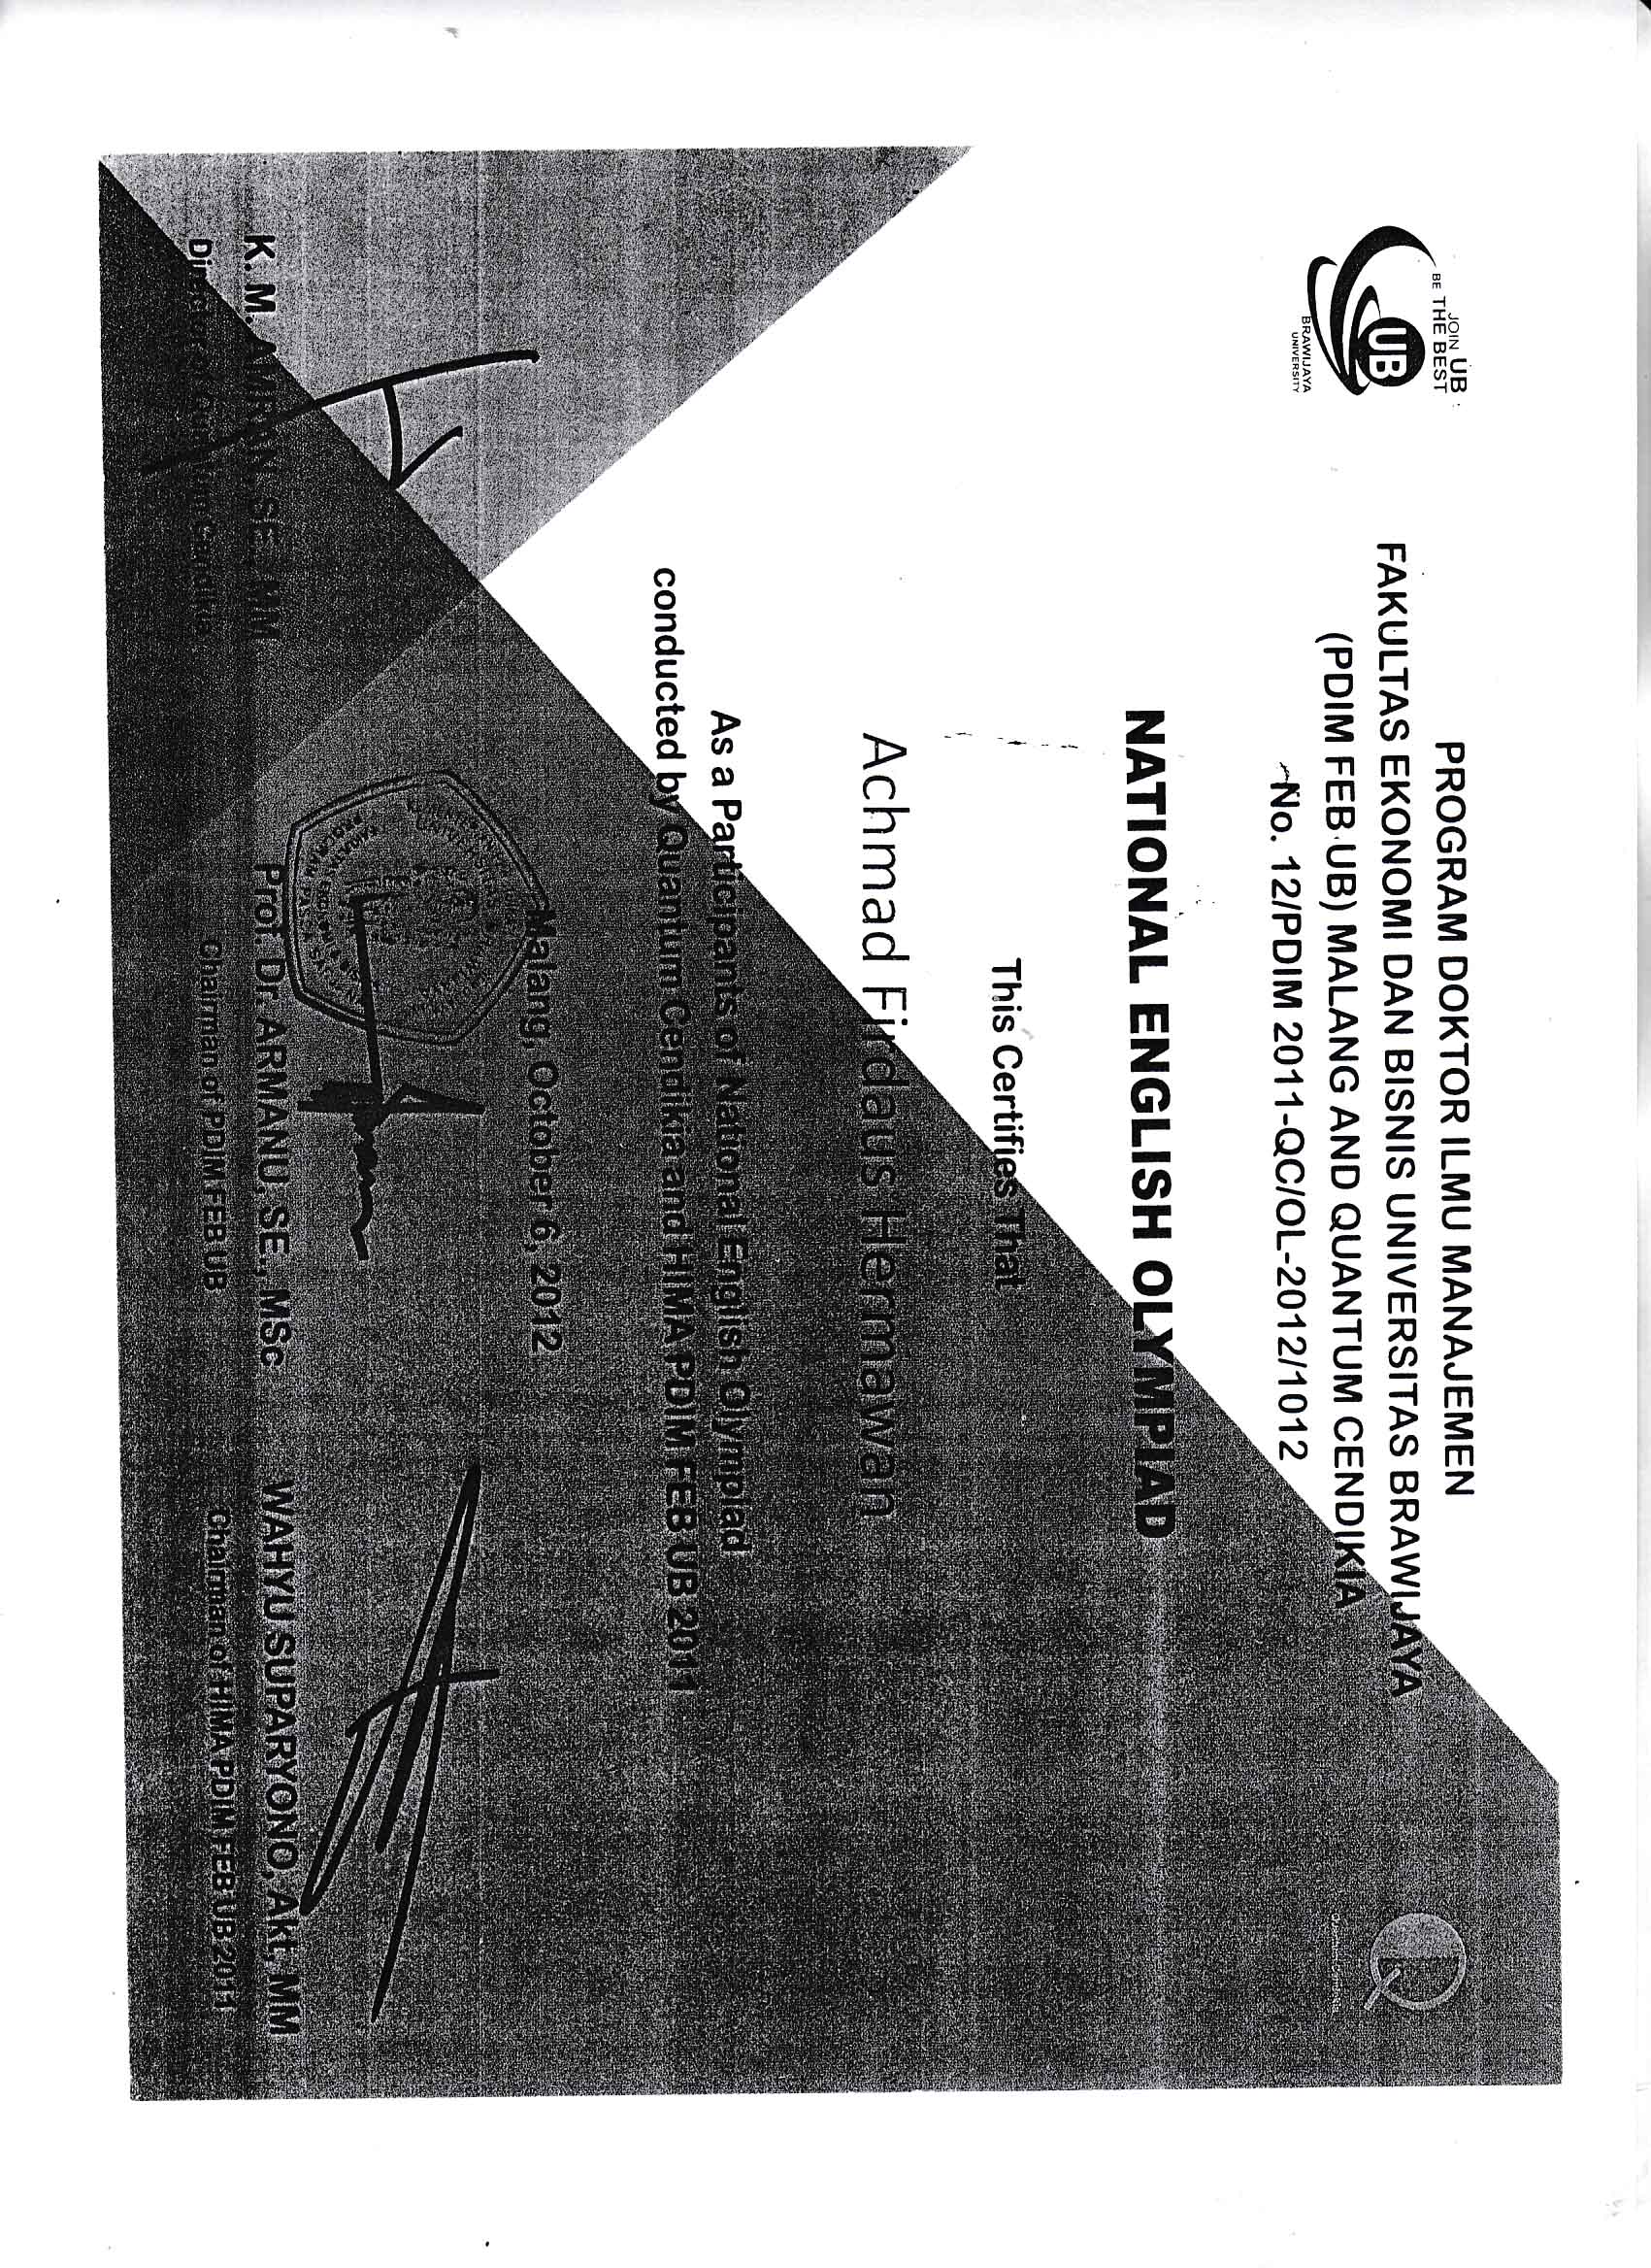 JOIN UB
BE THE BEST
UB
BRAWIJAYA
UNIVERSITY
PROGRAM DOKTOR ILMU MANAJEMEN
FAKULTAS EKONOMI DAN BISNIS UNIVERSITAS BRAWIJAYA
(PDIM FEB UB) MALANG AND QUANTUM CENDIKIA
No. 12/PDIM 2011-QC/OL-2012/1012
NATIONAL ENGLISH OLYMPIAD
This Certifies That
Achmad Firdaus Hermawan
As a Participants of National English Olympiad
conducted by Quantum Cendikia and HIMA PDIM FEB UB 2011
Malang, October 6, 2012
K. M. AMRAN, SE., MM
Director of Quantum Cendikia
Prof. Dr. ARMANU, SE., MSc
Chairman of PDIM FEB UB
WAHYU SUPARYONO, Akt, MM
Chairman of HIMA PDIM FEB UB 2011